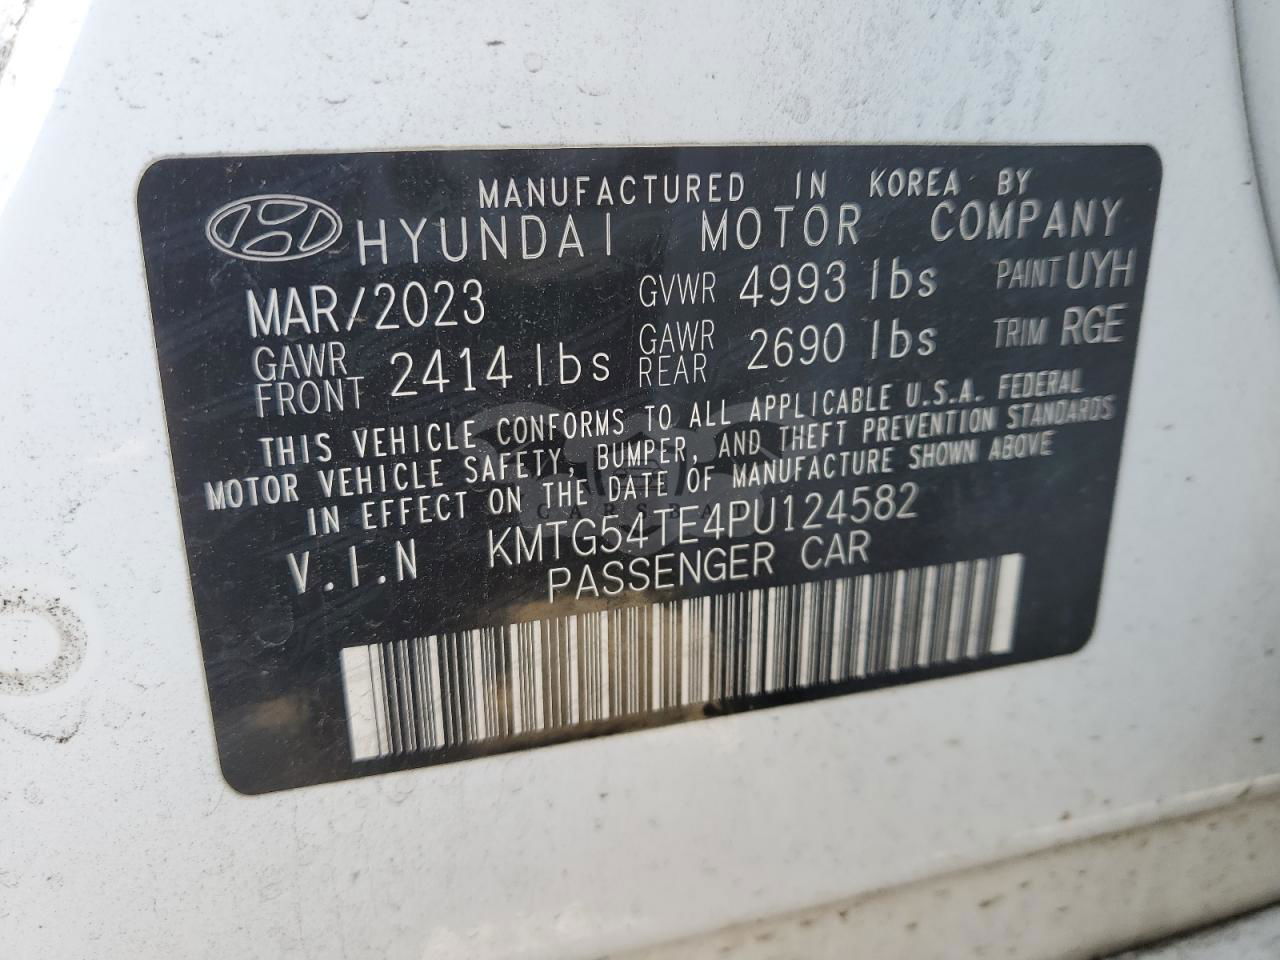 MANUFACTURED IN KOREA BY
HYUNDAI MOTOR COMPANY
MAR/2023 GVWR 4993 lbs PAINT UYH
GAWR FRONT 2414 lbs GAWR REAR 2690 lbs TRIM RGE
THIS VEHICLE CONFORMS TO ALL APPLICABLE U.S.A. FEDERAL
MOTOR VEHICLE SAFETY, BUMPER, AND THEFT PREVENTION STANDARDS
IN EFFECT ON THE DATE OF MANUFACTURE SHOWN ABOVE
V.I.N KMTG54TE4PU124582
PASSENGER CAR